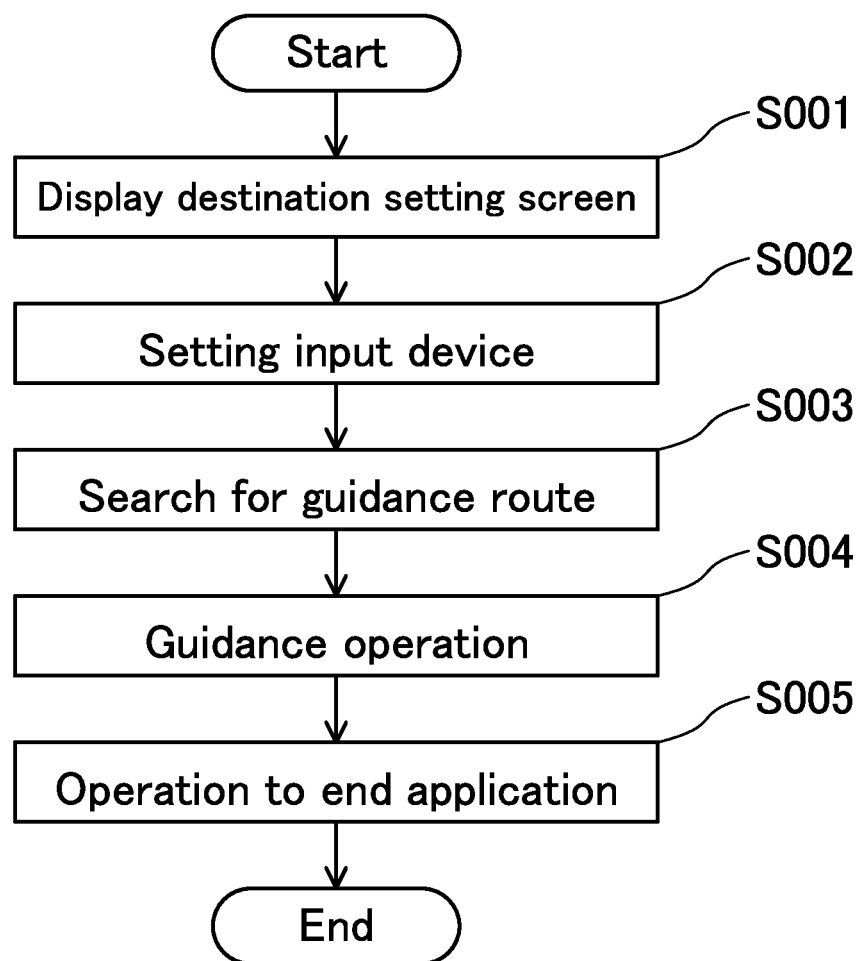 Start
S001
Display destination setting screen
S002
Setting input device
S003
Search for guidance route
S004
Guidance operation
S005
Operation to end application
End